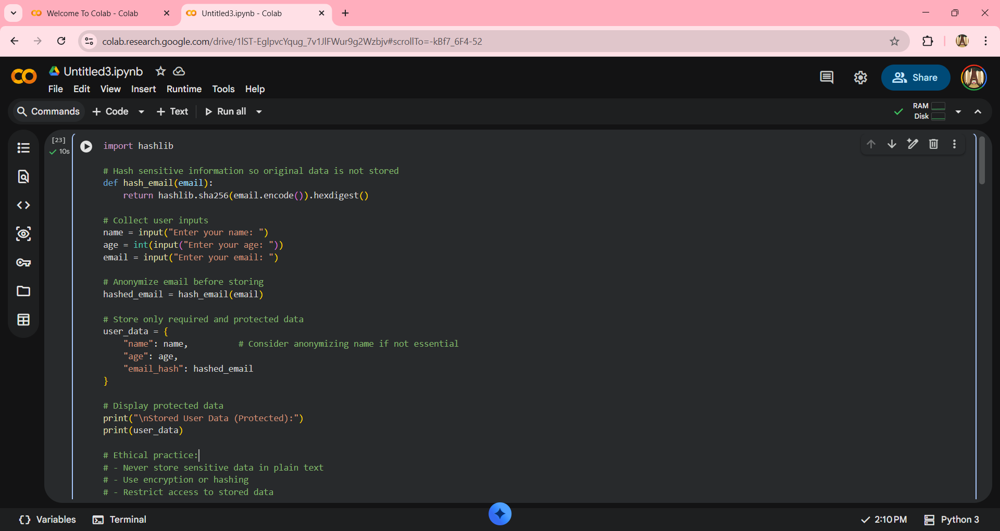 Welcome To Colab - Colab
Untitled3.ipynb - Colab
colab.research.google.com/drive/1lST-EglpvcYqug_7v1JlFWur9g2Wzbjv#scrollTo=-kBf7_6F4-52
Untitled3.ipynb
File Edit View Insert Runtime Tools Help
Share
Commands + Code + Text Run all
RAM
Disk
[23]
10s
import hashlib
# Hash sensitive information so original data is not stored
def hash_email(email):
    return hashlib.sha256(email.encode()).hexdigest()
# Collect user inputs
name = input("Enter your name: ")
age = int(input("Enter your age: "))
email = input("Enter your email: ")
# Anonymize email before storing
hashed_email = hash_email(email)
# Store only required and protected data
user_data = {
    "name": name,          # Consider anonymizing name if not essential
    "age": age,
    "email_hash": hashed_email
}
# Display protected data
print("\nStored User Data (Protected):")
print(user_data)
# Ethical practice:
# - Never store sensitive data in plain text
# - Use encryption or hashing
# - Restrict access to stored data
{} Variables Terminal
2:10 PM Python 3